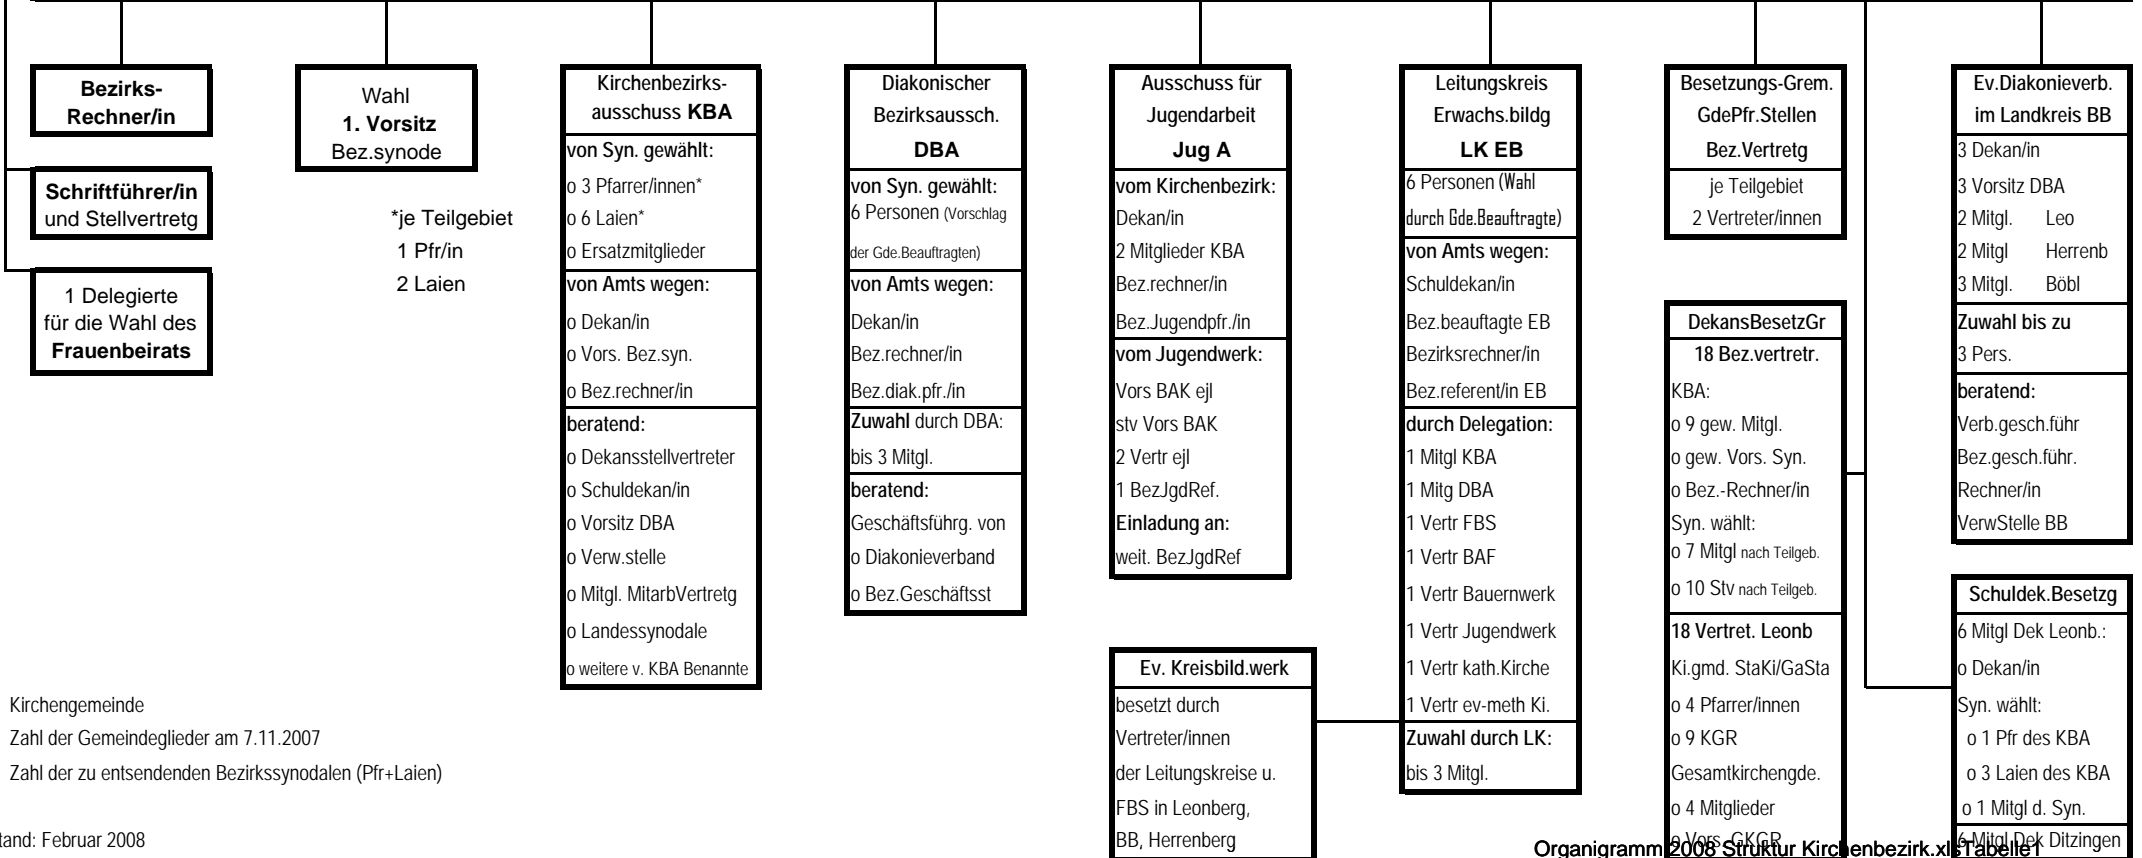 Bezirks-
Rechner/in
Schriftführer/in
und Stellvertretg
1 Delegierte
für die Wahl des
Frauenbeirats
Wahl
1. Vorsitz
Bez.synode
*je Teilgebiet
1 Pfr/in
2 Laien
Kirchenbezirks-
ausschuss KBA
von Syn. gewählt:
o 3 Pfarrer/innen*
o 6 Laien*
o Ersatzmitglieder
von Amts wegen:
o Dekan/in
o Vors. Bez.syn.
o Bez.rechner/in
beratend:
o Dekansstellvertreter
o Schuldekan/in
o Vorsitz DBA
o Verw.stelle
o Mitgl. MitarbVertretg
o Landessynodale
o weitere v. KBA Benannte
Diakonischer
Bezirksaussch.
DBA
von Syn. gewählt:
6 Personen (Vorschlag
der Gde.Beauftragten)
von Amts wegen:
Dekan/in
Bez.rechner/in
Bez.diak.pfr./in
Zuwahl durch DBA:
bis 3 Mitgl.
beratend:
Geschäftsführg. von
o Diakonieverband
o Bez.Geschäftsst
Ausschuss für
Jugendarbeit
Jug A
vom Kirchenbezirk:
Dekan/in
2 Mitglieder KBA
Bez.rechner/in
Bez.Jugendpfr./in
vom Jugendwerk:
Vors BAK ejl
stv Vors BAK
2 Vertr ejl
1 BezJgdRef.
Einladung an:
weit. BezJgdRef
Ev. Kreisbild.werk
besetzt durch
Vertreter/innen
der Leitungskreise u.
FBS in Leonberg,
BB, Herrenberg
Leitungskreis
Erwachs.bildg
LK EB
6 Personen (Wahl
durch Gde.Beauftragte)
von Amts wegen:
Schuldekan/in
Bez.beauftagte EB
Bezirksrechner/in
Bez.referent/in EB
durch Delegation:
1 Mitgl KBA
1 Mitg DBA
1 Vertr FBS
1 Vertr BAF
1 Vertr Bauernwerk
1 Vertr Jugendwerk
1 Vertr kath.Kirche
1 Vertr ev-meth Ki.
Zuwahl durch LK:
bis 3 Mitgl.
Besetzungs-Grem.
GdePfr.Stellen
Bez.Vertretg
je Teilgebiet
2 Vertreter/innen
DekansBesetzGr
18 Bez.vertretr.
KBA:
o 9 gew. Mitgl.
o gew. Vors. Syn.
o Bez.-Rechner/in
Syn. wählt:
o 7 Mitgl nach Teilgeb.
o 10 Stv nach Teilgeb.
18 Vertret. Leonb
Ki.gmd. StaKi/GaSta
o 4 Pfarrer/innen
o 9 KGR
Gesamtkirchengde.
o 4 Mitglieder
o Vors. GKGR
Ev.Diakonieverb.
im Landkreis BB
3 Dekan/in
3 Vorsitz DBA
2 Mitgl. Leo
2 Mitgl Herrenb
3 Mitgl. Böbl
Zuwahl bis zu
3 Pers.
beratend:
Verb.gesch.führ
Bez.gesch.führ.
Rechner/in
VerwStelle BB
Schuldek.Besetzg
6 Mitgl Dek Leonb.:
o Dekan/in
Syn. wählt:
o 1 Pfr des KBA
o 3 Laien des KBA
o 1 Mitgl d. Syn.
6 Mitgl Dek Ditzingen
Kirchengemeinde
Zahl der Gemeindeglieder am 7.11.2007
Zahl der zu entsendenden Bezirkssynodalen (Pfr+Laien)
tand: Februar 2008
Organigramm 2008 Struktur Kirchenbezirk.xlsTabelle1